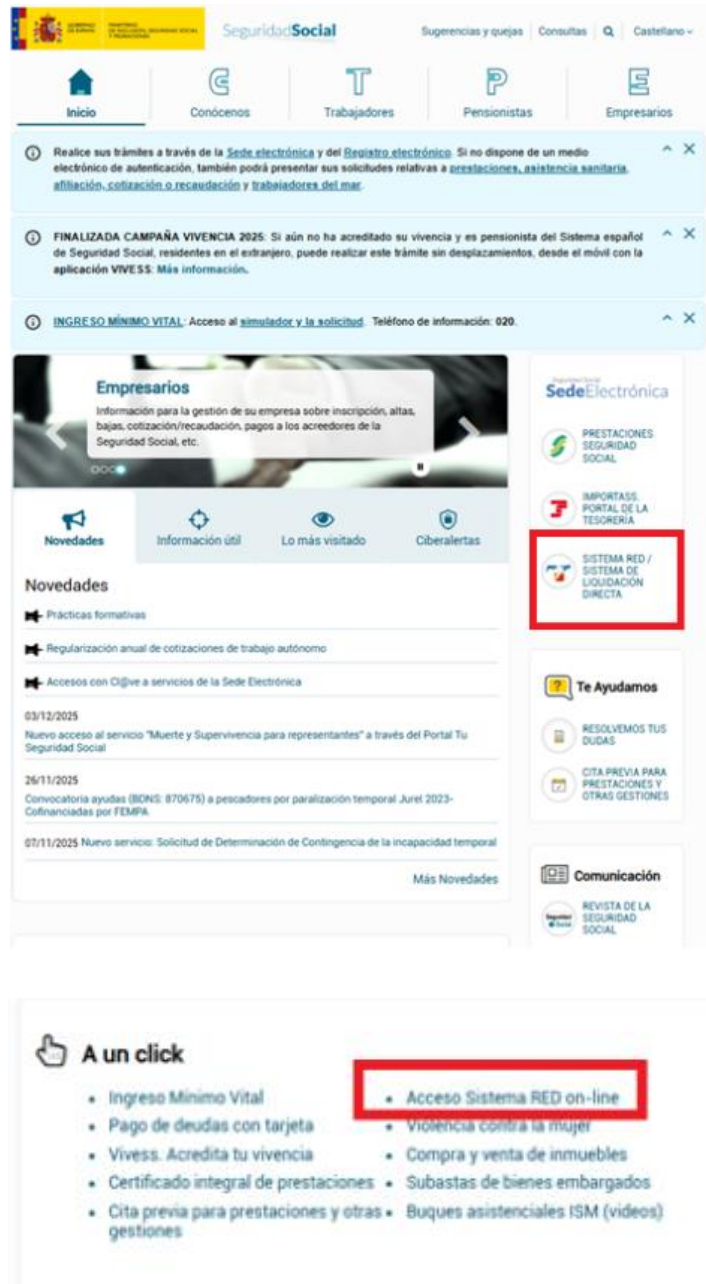 GOBIERNO
DE ESPAÑA
MINISTERIO
DE INCLUSIÓN, SEGURIDAD SOCIAL
Y MIGRACIONES
SeguridadSocial
Sugerencias y quejas
Consultas
Castellano
Inicio
Conócenos
Trabajadores
Pensionistas
Empresarios
Realice sus trámites a través de la Sede electrónica y del Registro electrónico. Si no dispone de un medio
electrónico de autenticación, también podrá presentar sus solicitudes relativas a prestaciones, asistencia sanitaria,
afiliación, cotización o recaudación y trabajadores del mar.
FINALIZADA CAMPAÑA VIVENCIA 2025: Si aún no ha acreditado su vivencia y es pensionista del Sistema español
de Seguridad Social, residentes en el extranjero, puede realizar este trámite sin desplazamientos, desde el móvil con la
aplicación VIVESS: Más información.
INGRESO MÍNIMO VITAL: Acceso al simulador y la solicitud. Teléfono de información: 020.
Empresarios
Información para la gestión de su empresa sobre inscripción, altas,
bajas, cotización/recaudación, pagos a los acreedores de la
Seguridad Social, etc.
Novedades
Información útil
Lo más visitado
Ciberalertas
Novedades
Prácticas formativas
Regularización anual de cotizaciones de trabajo autónomo
Accesos con Cl@ve a servicios de la Sede Electrónica
03/12/2025
Nuevo acceso al servicio "Muerte y Supervivencia para representantes" a través del Portal Tu
Seguridad Social
26/11/2025
Convocatoria ayudas (BDNS: 870675) a pescadores por paralización temporal Jurel 2023-
Cofinanciadas por FEMPA
07/11/2025 Nuevo servicio: Solicitud de Determinación de Contingencia de la incapacidad temporal
Más Novedades
Seguridad Social
SedeElectrónica
PRESTACIONES
SEGURIDAD
SOCIAL
IMPORTASS.
PORTAL DE LA
TESORERÍA
SISTEMA RED /
SISTEMA DE
LIQUIDACIÓN
DIRECTA
Te Ayudamos
RESOLVEMOS TUS
DUDAS
CITA PREVIA PARA
PRESTACIONES Y
OTRAS GESTIONES
Comunicación
REVISTA DE LA
SEGURIDAD
SOCIAL
A un click
Ingreso Mínimo Vital
Pago de deudas con tarjeta
Vivess. Acredita tu vivencia
Certificado integral de prestaciones
Cita previa para prestaciones y otras
gestiones
Acceso Sistema RED on-line
Violencia contra la mujer
Compra y venta de inmuebles
Subastas de bienes embargados
Buques asistenciales ISM (videos)